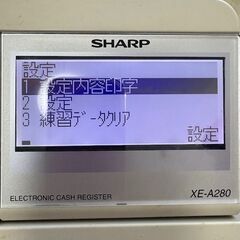 SHARP
設定
1 設定内容印字
2 設定
3 練習データクリア
設定
ELECTRONIC CASH REGISTER
XE-A280